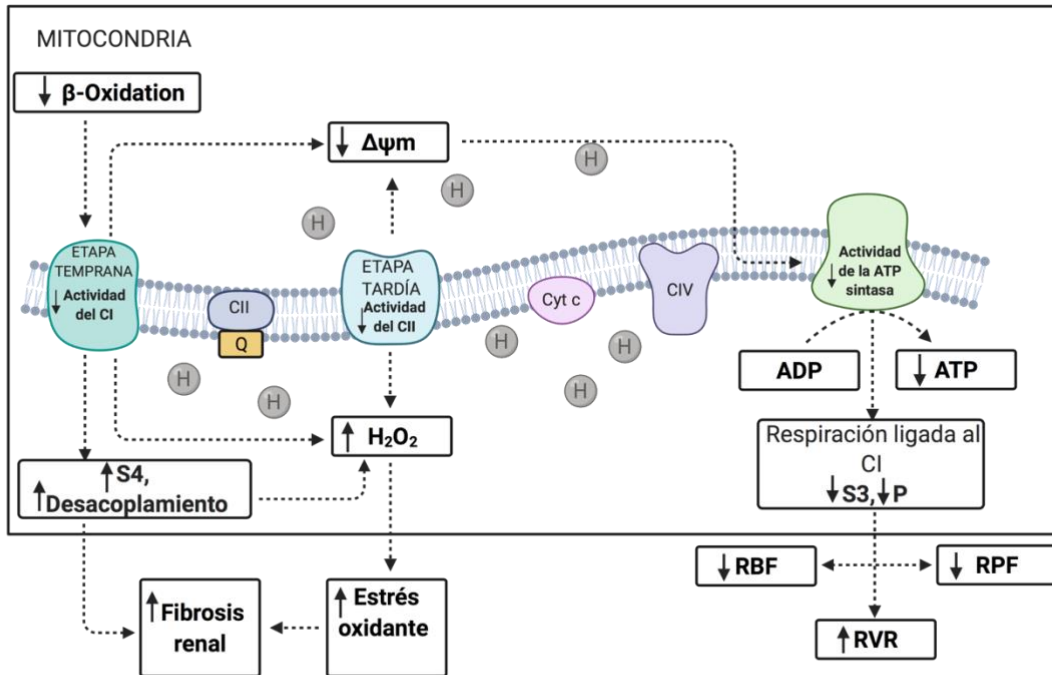 MITOCONDRIA
↓ β-Oxidation
↓ Δψm
H
H
H
ETAPA
TEMPRANA
↓ Actividad
del CI
CII
Q
ETAPA
TARDÍA
↓ Actividad
del CII
Cyt c
CIV
Actividad
↓ de la ATP
sintasa
H
H
H
H
H
ADP
↓ ATP
↑ H₂O₂
↑ S4,
↑ Desacoplamiento
Respiración ligada al
CI
↓ S3, ↓ P
↓ RBF
↓ RPF
↑ Fibrosis
renal
↑ Estrés
oxidante
↑ RVR